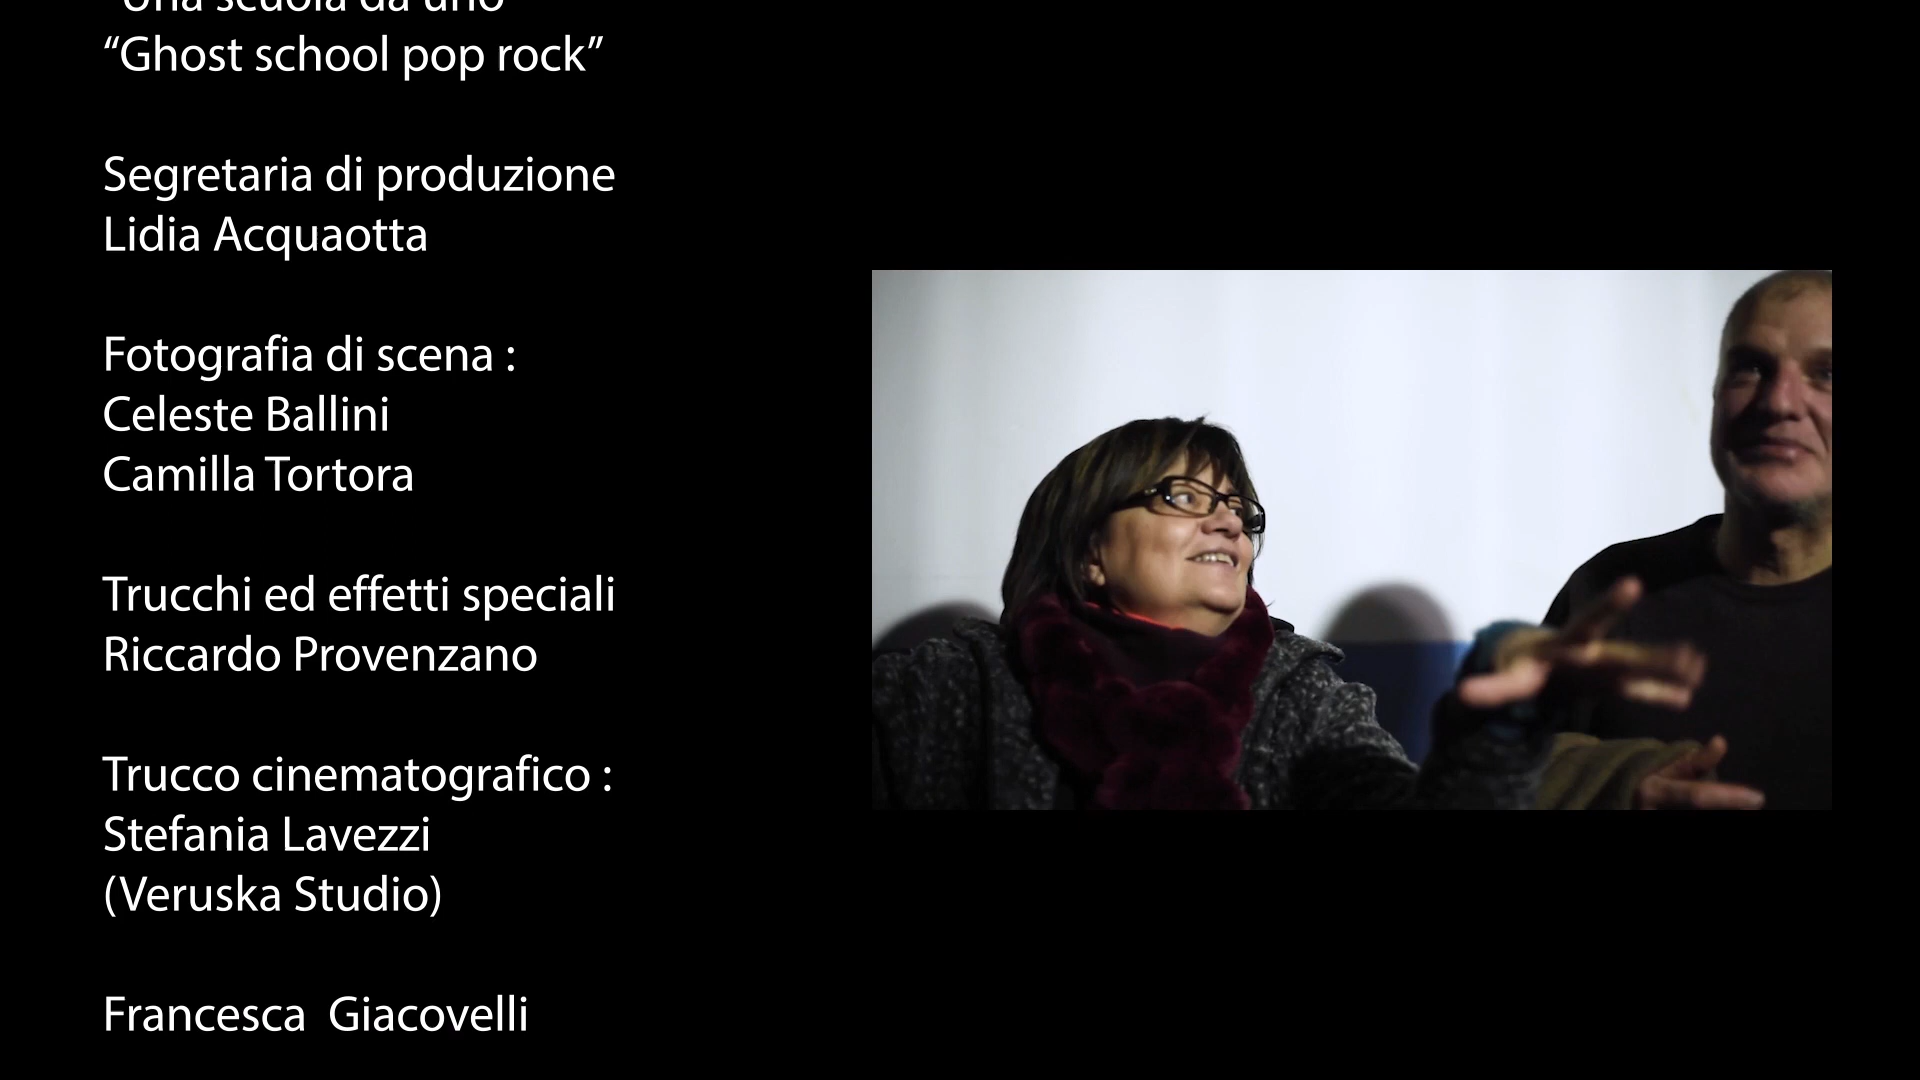 “Ghost school pop rock”
Segretaria di produzione
Lidia Acquaotta
Fotografia di scena :
Celeste Ballini
Camilla Tortora
Trucchi ed effetti speciali
Riccardo Provenzano
Trucco cinematografico :
Stefania Lavezzi
(Veruska Studio)
Francesca  Giacovelli